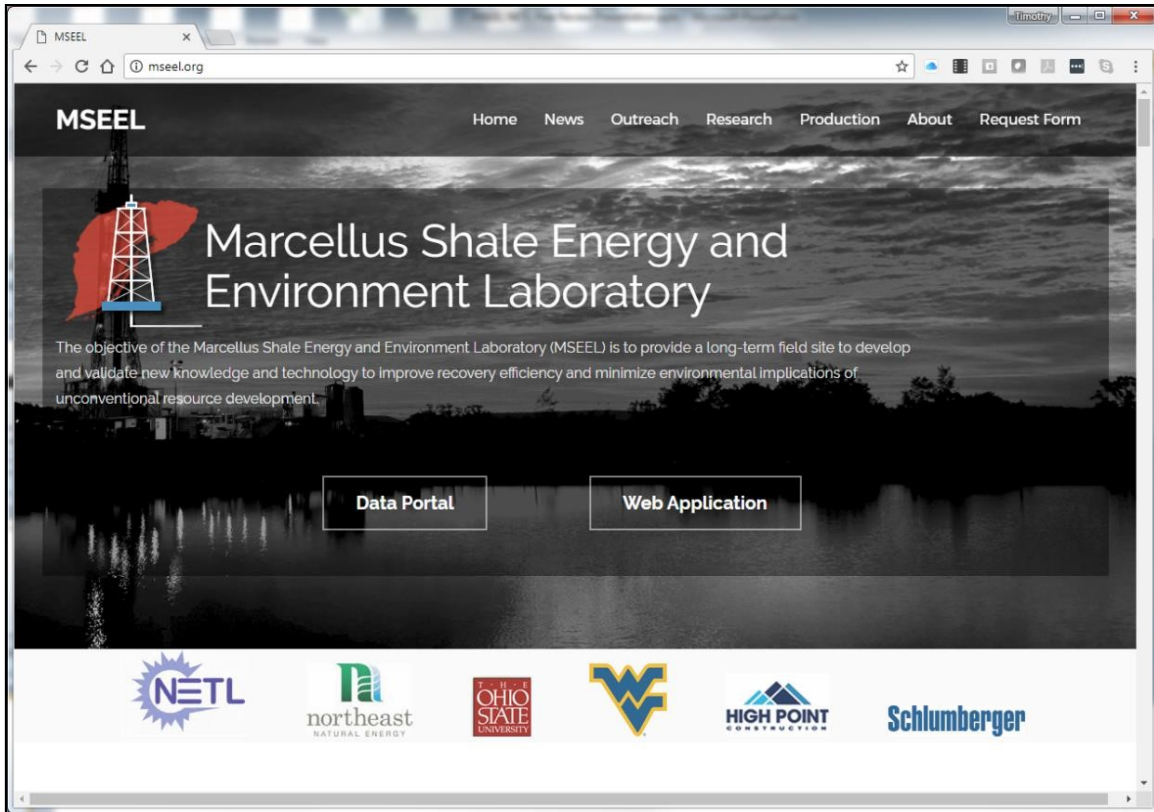 Timothy
MSEEL
mseel.org
MSEEL
Home News Outreach Research Production About Request Form
Marcellus Shale Energy and
Environment Laboratory
The objective of the Marcellus Shale Energy and Environment Laboratory (MSEEL) is to provide a long-term field site to develop
and validate new knowledge and technology to improve recovery efficiency and minimize environmental implications of
unconventional resource development.
Data Portal Web Application
NETL
northeast
NATURAL ENERGY
T · H · E
OHIO
STATE
UNIVERSITY
WV
HIGH POINT
CONSTRUCTION
Schlumberger